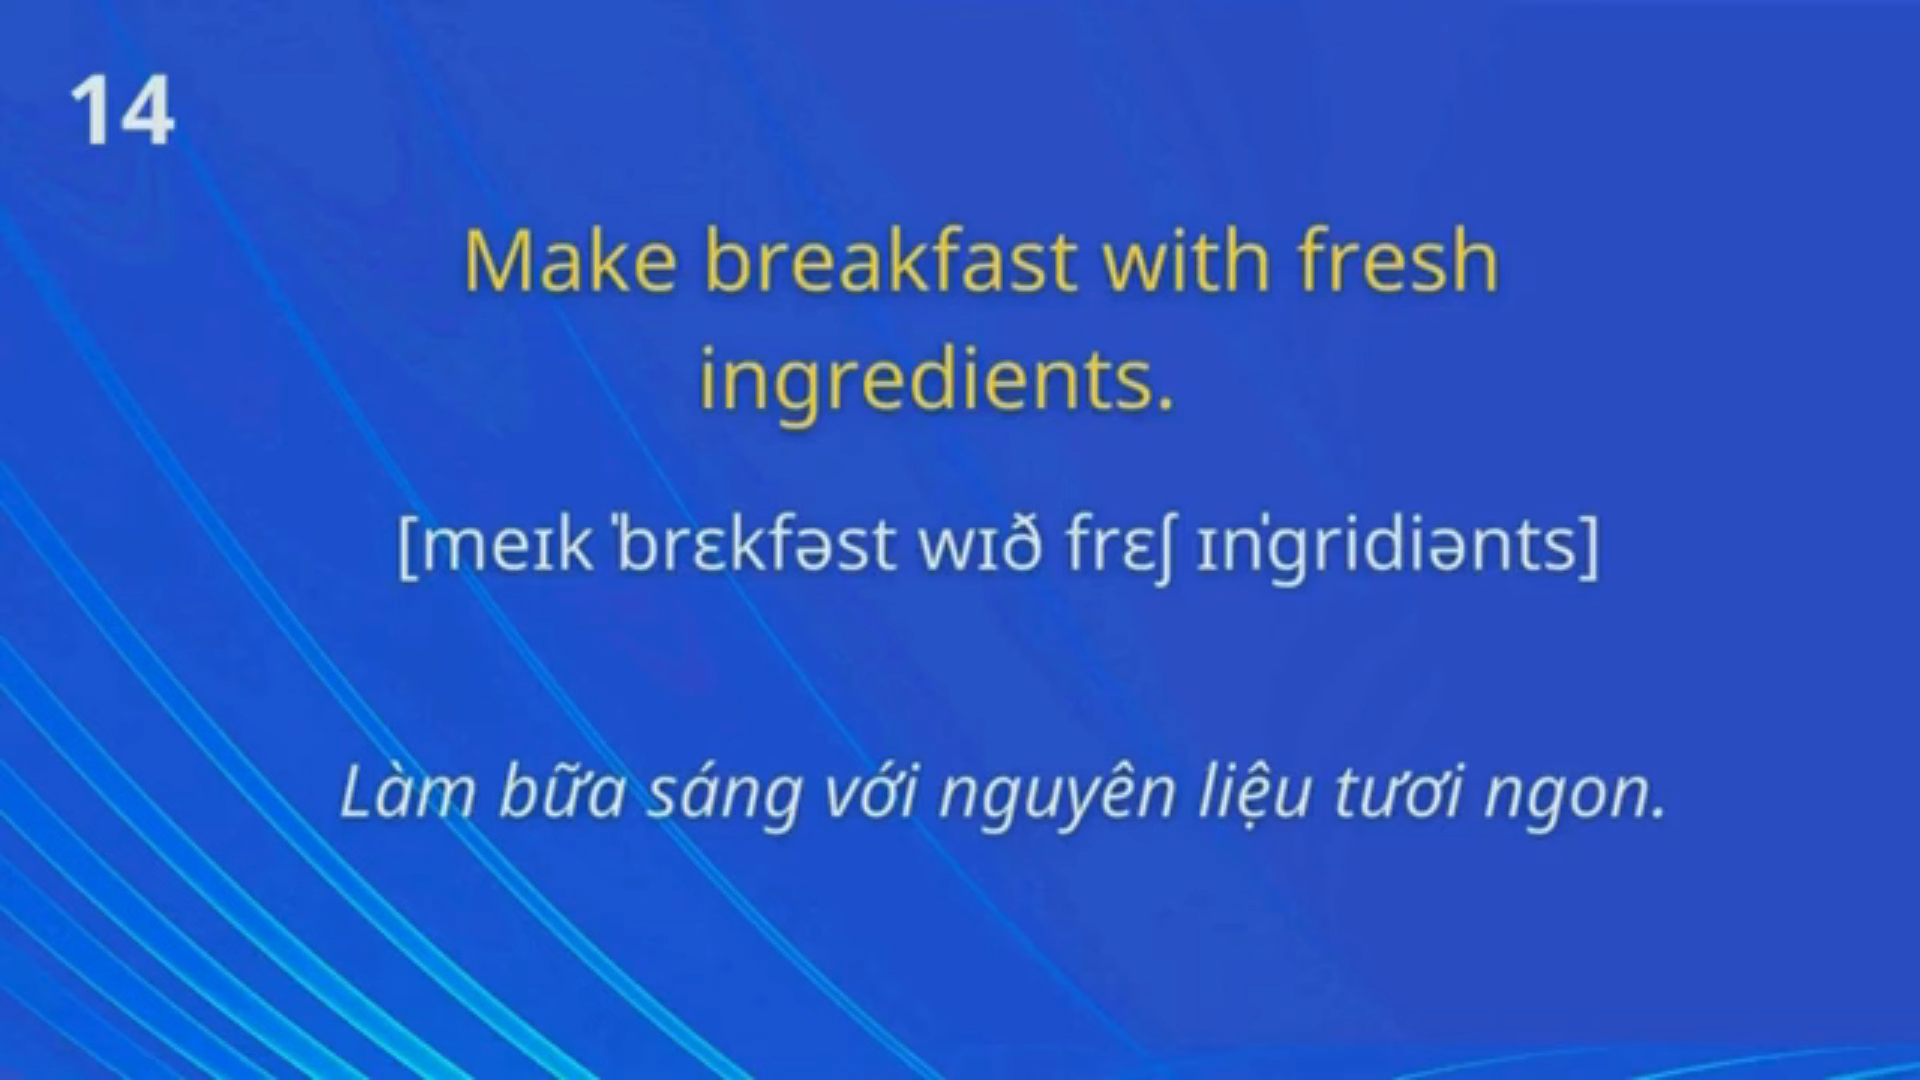 14
Make breakfast with fresh
ingredients.
[meɪk ˈbrɛkfəst wɪð frɛʃ ɪnˈgridiənts]
Làm bữa sáng với nguyên liệu tươi ngon.